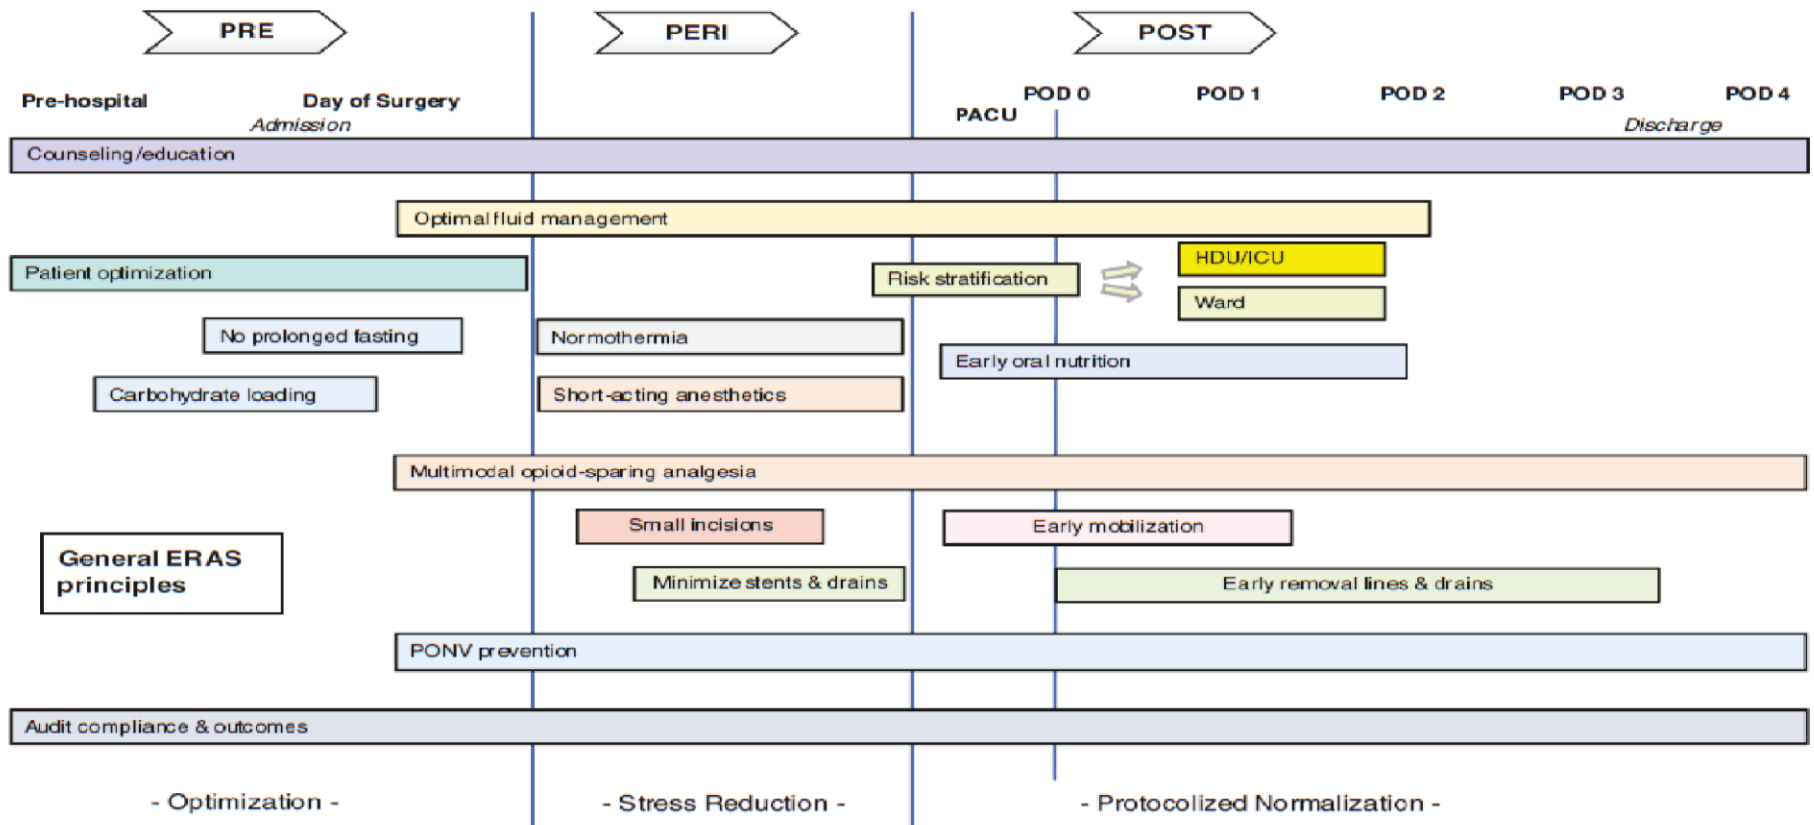 PRE
PERI
POST
Pre-hospital
Day of Surgery
Admission
PACU
POD 0
POD 1
POD 2
POD 3
POD 4
Discharge
Counseling/education
Optimal fluid management
Patient optimization
Risk stratification
HDU/ICU
Ward
No prolonged fasting
Normothermia
Early oral nutrition
Carbohydrate loading
Short-acting anesthetics
Multimodal opioid-sparing analgesia
Small incisions
Early mobilization
General ERAS
principles
Minimize stents & drains
Early removal lines & drains
PONV prevention
Audit compliance & outcomes
- Optimization -
- Stress Reduction -
- Protocolized Normalization -